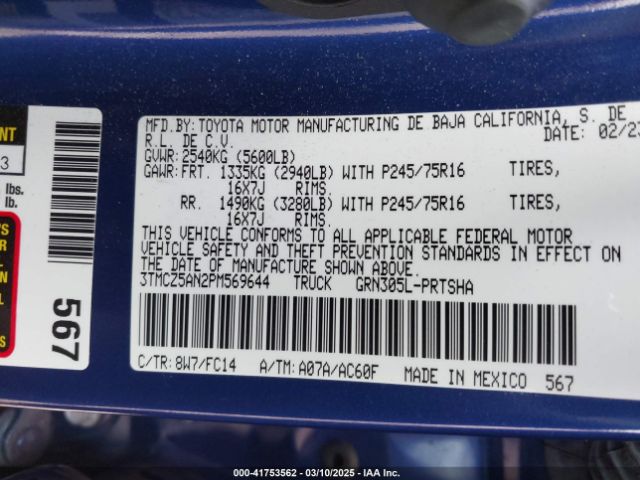 MFD.BY:TOYOTA MOTOR MANUFACTURING DE BAJA CALIFORNIA, S. DE
R.L. DE C.V. DATE: 02/23
GVWR:2540KG (5600LB)
GAWR:FRT. 1335KG (2940LB) WITH P245/75R16 TIRES,
16X7J RIMS.
RR. 1490KG (3280LB) WITH P245/75R16 TIRES,
16X7J RIMS.
THIS VEHICLE CONFORMS TO ALL APPLICABLE FEDERAL MOTOR
VEHICLE SAFETY AND THEFT PREVENTION STANDARDS IN EFFECT ON
THE DATE OF MANUFACTURE SHOWN ABOVE.
3TMCZ5AN2PM569644 TRUCK GRN305L-PRTSHA
C/TR: 8W7/FC14 A/TM: A07A/AC60F MADE IN MEXICO 567
NT
3
lbs.
lbs.
567
000-41753562 — 03/10/2025 — IAA Inc.